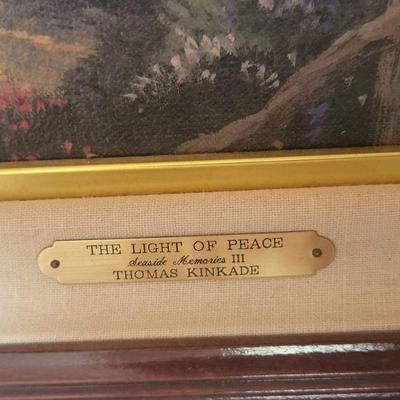 THE LIGHT OF PEACE
Seaside Memories III
THOMAS KINKADE